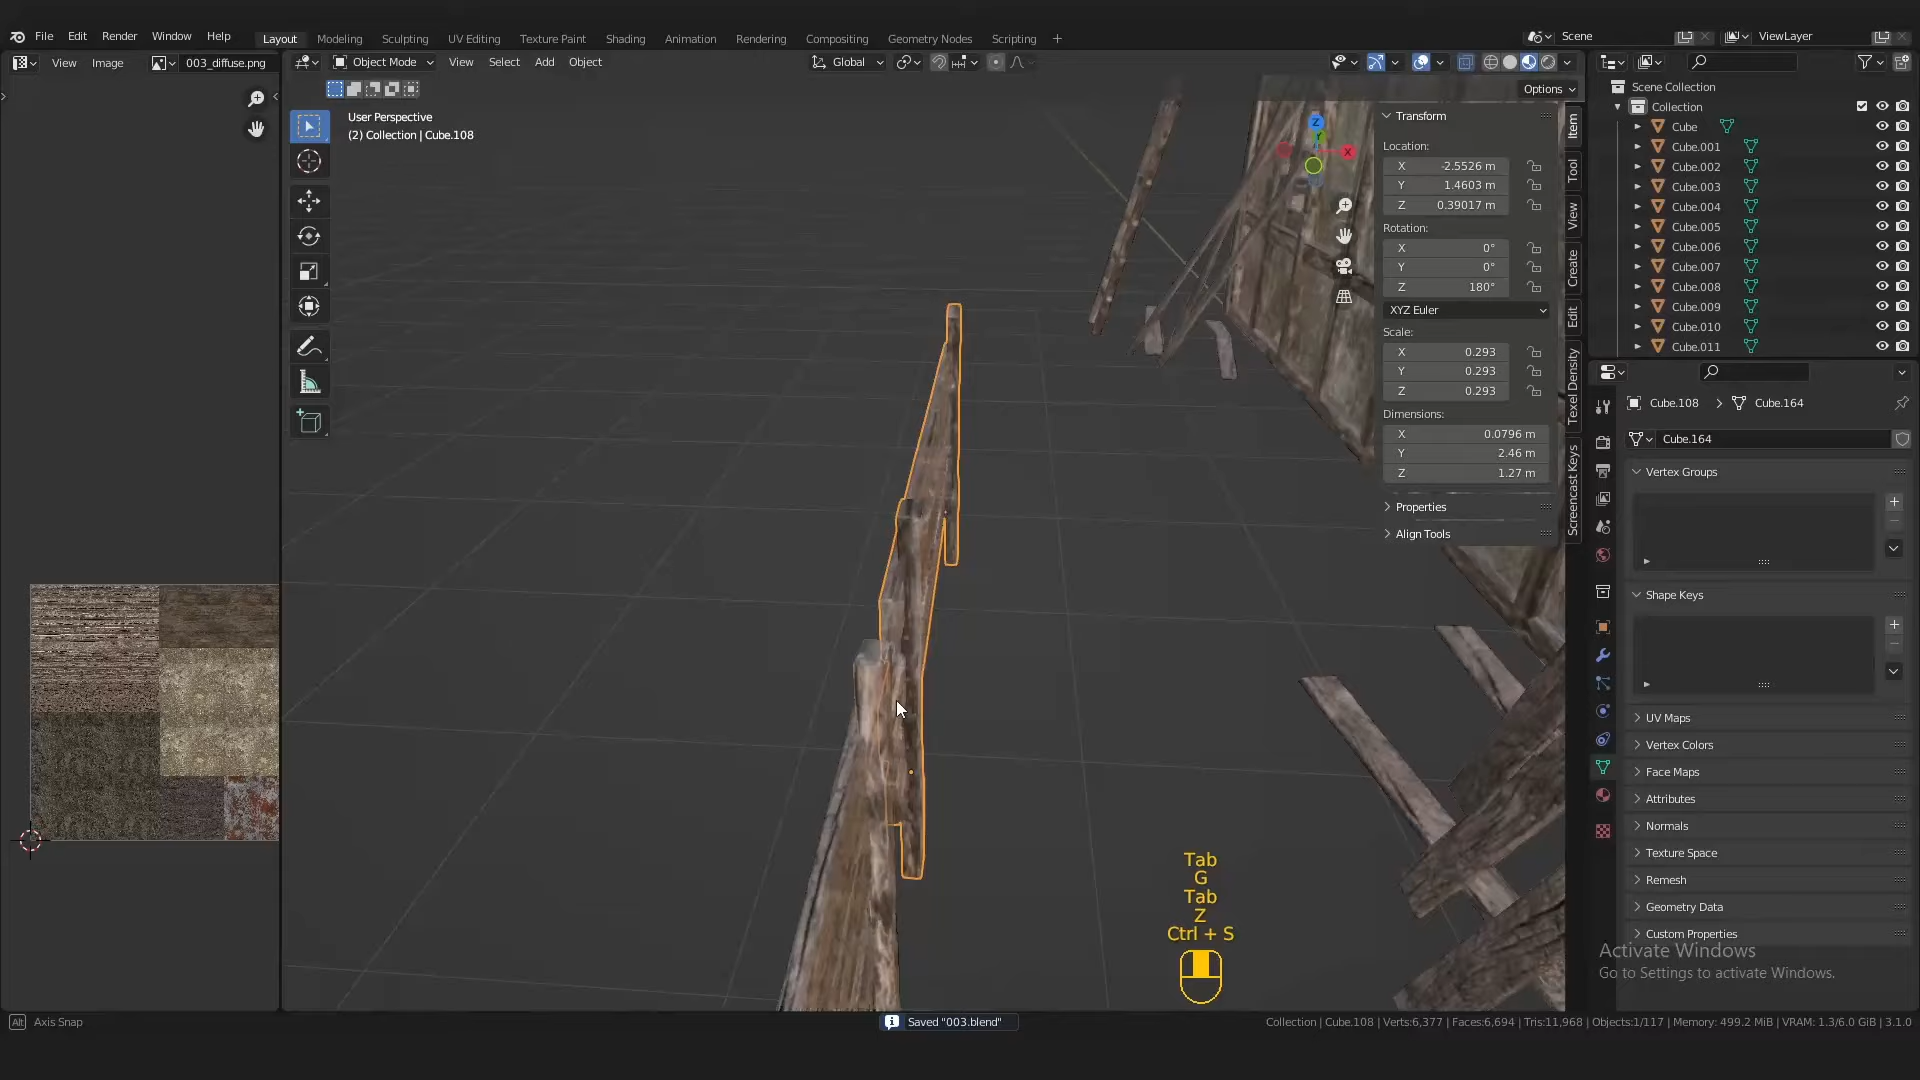 File Edit Render Window Help
Layout Modeling Sculpting UV Editing Texture Paint Shading Animation Rendering Compositing Geometry Nodes Scripting +
Scene
ViewLayer
View Image 003_diffuse.png
Object Mode View Select Add Object
Global
Options
User Perspective
(2) Collection | Cube.108
Z
X
Transform
Location:
X -2.5526 m
Y 1.4603 m
Z 0.39017 m
Rotation:
X 0°
Y 0°
Z 180°
XYZ Euler
Scale:
X 0.293
Y 0.293
Z 0.293
Dimensions:
X 0.0796 m
Y 2.46 m
Z 1.27 m
Properties
Align Tools
Item
Tool
View
Create
Edit
Texel Density
Screencast Keys
Scene Collection
Collection
Cube
Cube.001
Cube.002
Cube.003
Cube.004
Cube.005
Cube.006
Cube.007
Cube.008
Cube.009
Cube.010
Cube.011
Cube.108 > Cube.164
Cube.164
Vertex Groups
Shape Keys
UV Maps
Vertex Colors
Face Maps
Attributes
Normals
Texture Space
Remesh
Geometry Data
Custom Properties
Tab
G
Tab
Z
Ctrl + S
Activate Windows
Go to Settings to activate Windows.
Alt Axis Snap
Saved "003.blend"
Collection | Cube.108 | Verts:6,377 | Faces:6,694 | Tris:11,968 | Objects:1/117 | Memory: 499.2 MiB | VRAM: 1.3/6.0 GiB | 3.1.0